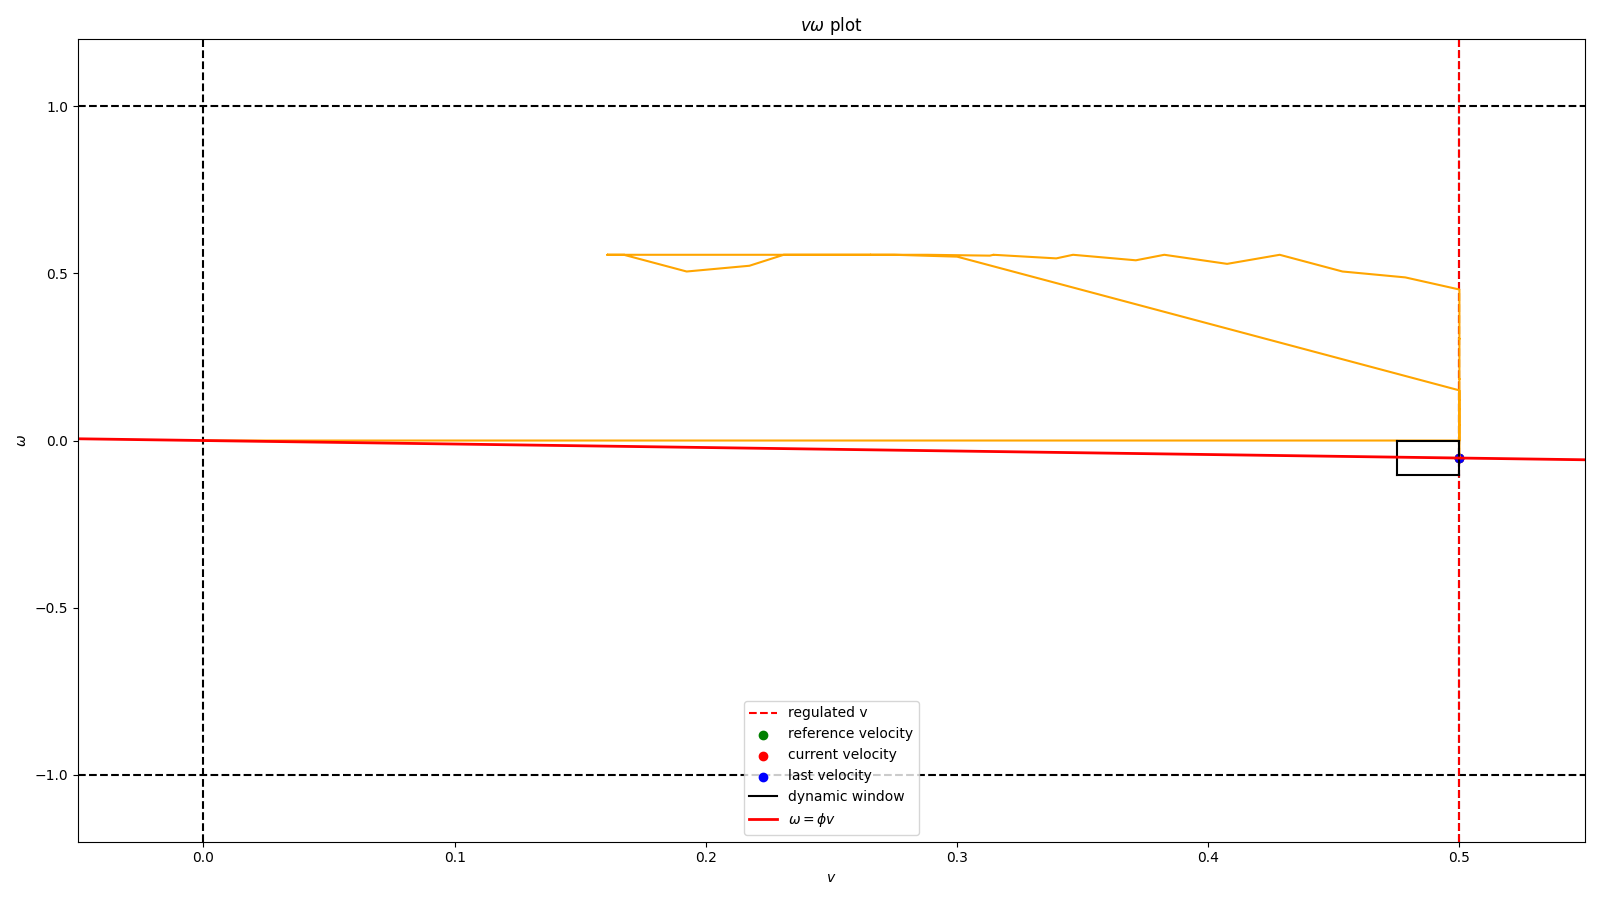 vω plot
ω
1.0
0.5
0.0
−0.5
−1.0
regulated v
reference velocity
current velocity
last velocity
dynamic window
ω = ϕv
0.0 0.1 0.2 0.3 0.4 0.5
v